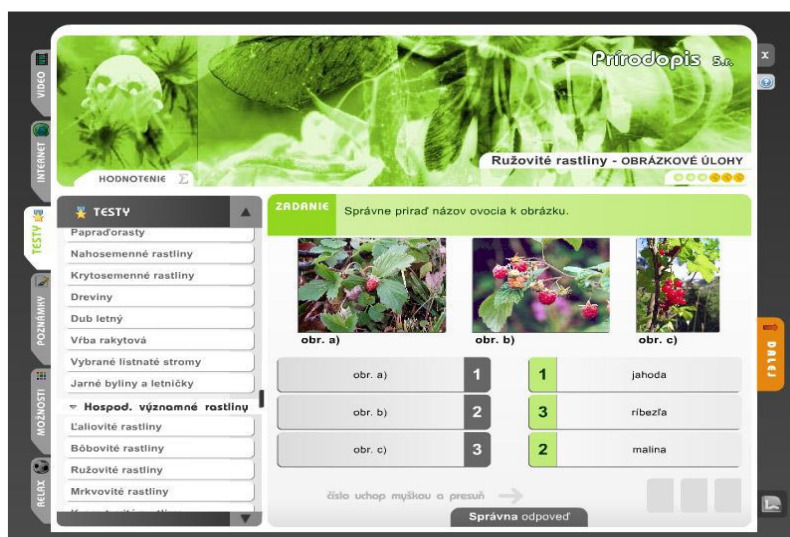 Prírodopis 5.r.
x
VIDEO
INTERNET
TESTY
POZNÁMKY
MOŽNOSTI
RELAX
Ružovité rastliny - OBRÁZKOVÉ ÚLOHY
HODNOTENIE Σ
TESTY
Papraďorasty
Nahosemenné rastliny
Krytosemenné rastliny
Dreviny
Dub letný
Vŕba rakytová
Vybrané listnaté stromy
Jarné byliny a letničky
Hospod. významné rastliny
Ľaliovité rastliny
Bôbovité rastliny
Ružovité rastliny
Mrkvovité rastliny
ZADANIE
Správne priraď názov ovocia k obrázku.
obr. a)
obr. b)
obr. c)
obr. a) 1
1 jahoda
obr. b) 2
3 ríbezľa
obr. c) 3
2 malina
číslo uchop myškou a presuň
Správna odpoveď
ĎALEJ